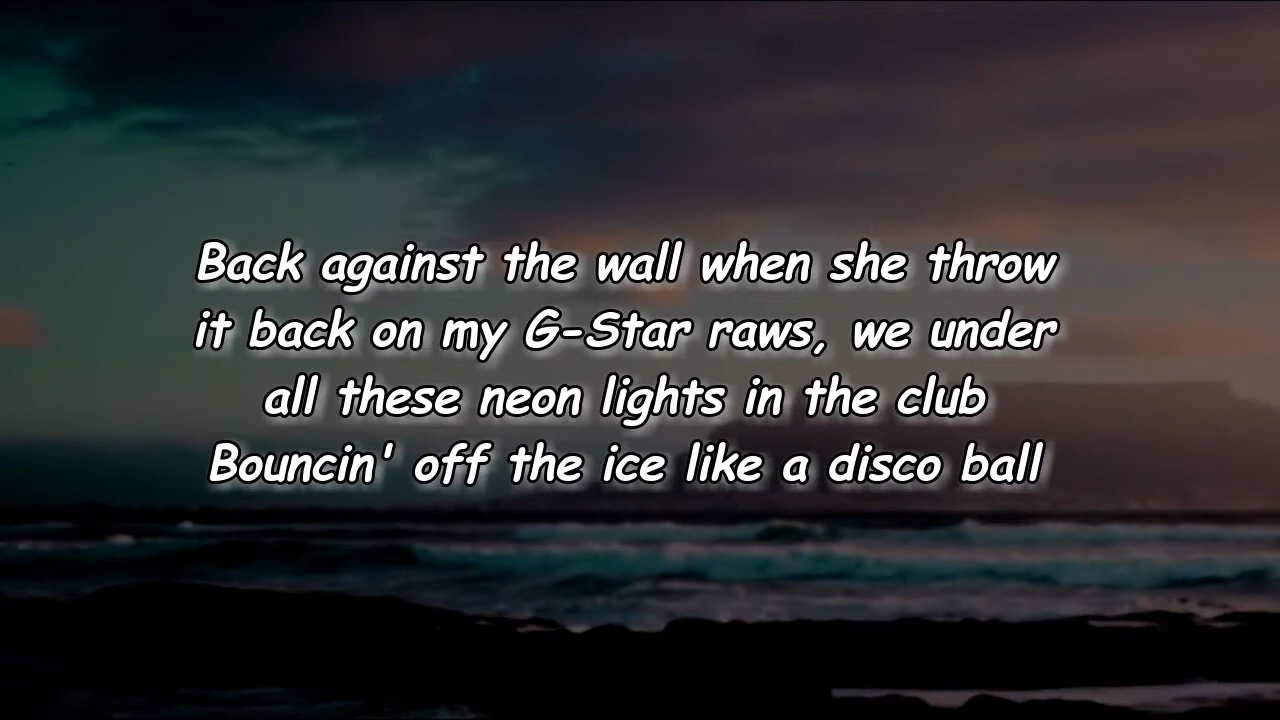 Back against the wall when she throw
it back on my G-Star raws, we under
all these neon lights in the club
Bouncin' off the ice like a disco ball